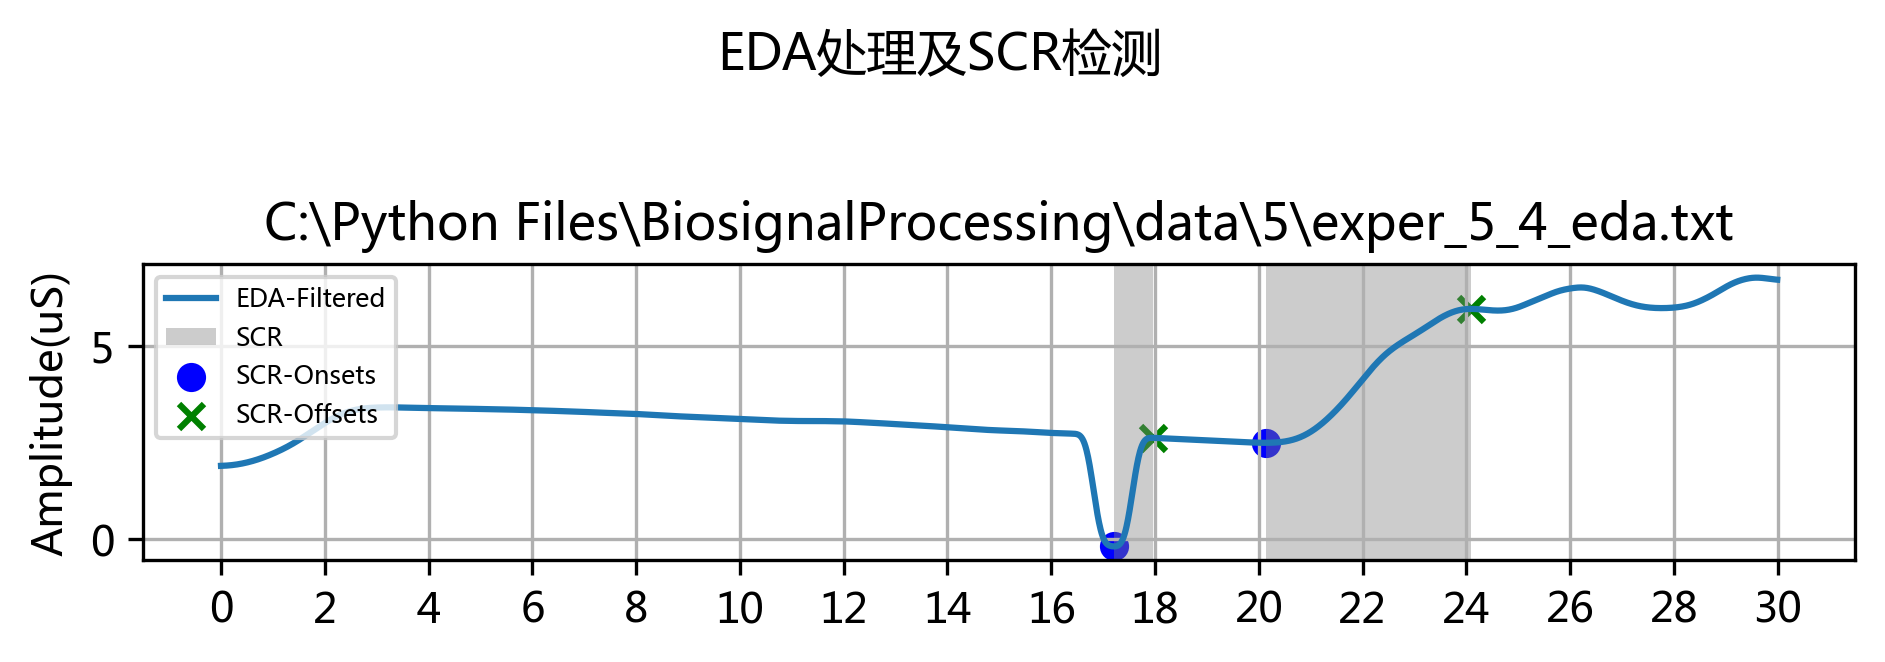 EDA处理及SCR检测
C:\Python Files\BiosignalProcessing\data\5\exper_5_4_eda.txt
Amplitude(uS)
5
0
EDA-Filtered
SCR
SCR-Onsets
SCR-Offsets
0 2 4 6 8 10 12 14 16 18 20 22 24 26 28 30